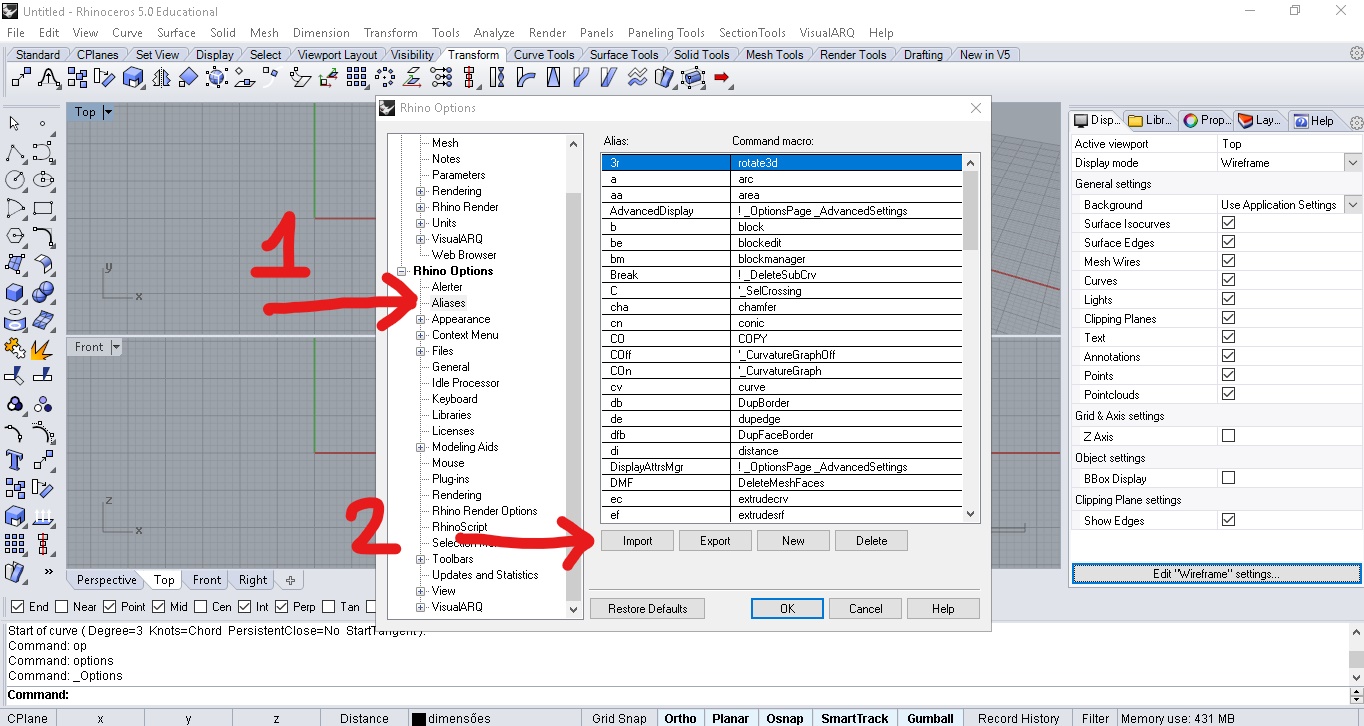 Untitled - Rhinoceros 5.0 Educational
File Edit View Curve Surface Solid Mesh Dimension Transform Tools Analyze Render Panels Paneling Tools SectionTools VisualARQ Help
Standard CPlanes Set View Display Select Viewport Layout Visibility Transform Curve Tools Surface Tools Solid Tools Mesh Tools Render Tools Drafting New in V5
Top
Rhino Options
Disp... Libr... Prop... Lay... Help
Mesh
Notes
Parameters
Rendering
Rhino Render
Units
VisualARQ
Web Browser
Rhino Options
Alerter
Aliases
Appearance
Context Menu
Files
General
Idle Processor
Keyboard
Libraries
Licenses
Modeling Aids
Mouse
Plug-ins
Rendering
Rhino Render Options
RhinoScript
Toolbars
Updates and Statistics
View
VisualARQ
1
2
Alias: Command macro:
3r rotate3d
a arc
aa area
AdvancedDisplay ! _OptionsPage _AdvancedSettings
b block
be blockedit
bm blockmanager
Break ! _DeleteSubCrv
C '_SelCrossing
cha chamfer
cn conic
CO COPY
COff '_CurvatureGraphOff
COn '_CurvatureGraph
cv curve
db DupBorder
de dupedge
dfb DupFaceBorder
di distance
DisplayAttrsMgr ! _OptionsPage _AdvancedSettings
DMF DeleteMeshFaces
ec extrudecrv
ef extrudesrf
Import Export New Delete
Restore Defaults OK Cancel Help
Active viewport Top
Display mode Wireframe
General settings
Background Use Application Settings
Surface Isocurves
Surface Edges
Mesh Wires
Curves
Lights
Clipping Planes
Text
Annotations
Points
Pointclouds
Grid & Axis settings
Z Axis
Object settings
BBox Display
Clipping Plane settings
Show Edges
Edit "Wireframe" settings...
y
x
Front
z
x
Perspective Top Front Right
End Near Point Mid Cen Int Perp Tan
Start of curve ( Degree=3 Knots=Chord PersistentClose=No StartTangent ):
Command: op
Command: options
Command: _Options
Command:
CPlane x y z Distance dimensões Grid Snap Ortho Planar Osnap SmartTrack Gumball Record History Filter Memory use: 431 MB